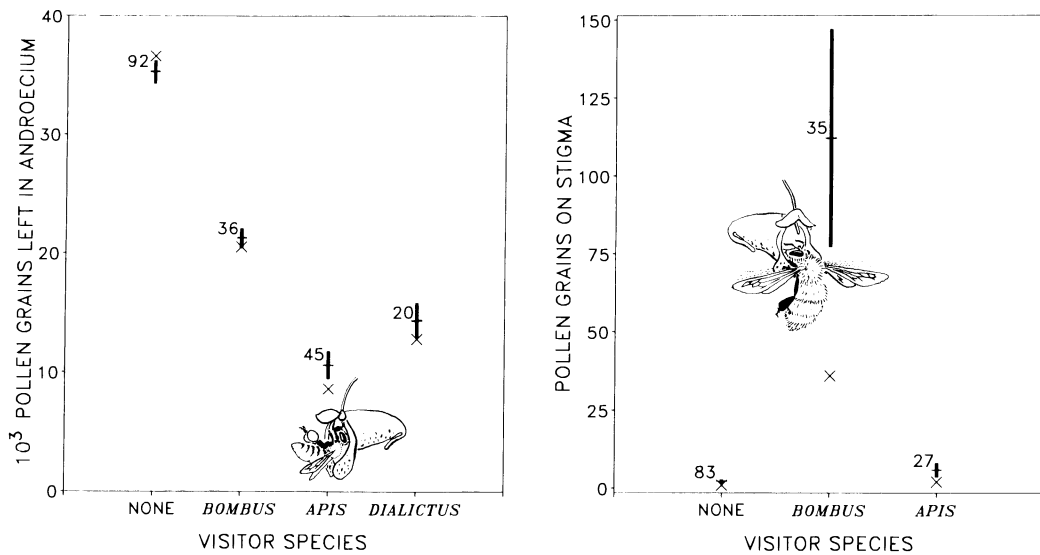 10³ POLLEN GRAINS LEFT IN ANDROECIUM
40
30
20
10
0
92
36
45
20
NONE
BOMBUS
APIS
DIALICTUS
VISITOR SPECIES
POLLEN GRAINS ON STIGMA
150
125
100
75
50
25
0
83
35
27
NONE
BOMBUS
APIS
VISITOR SPECIES